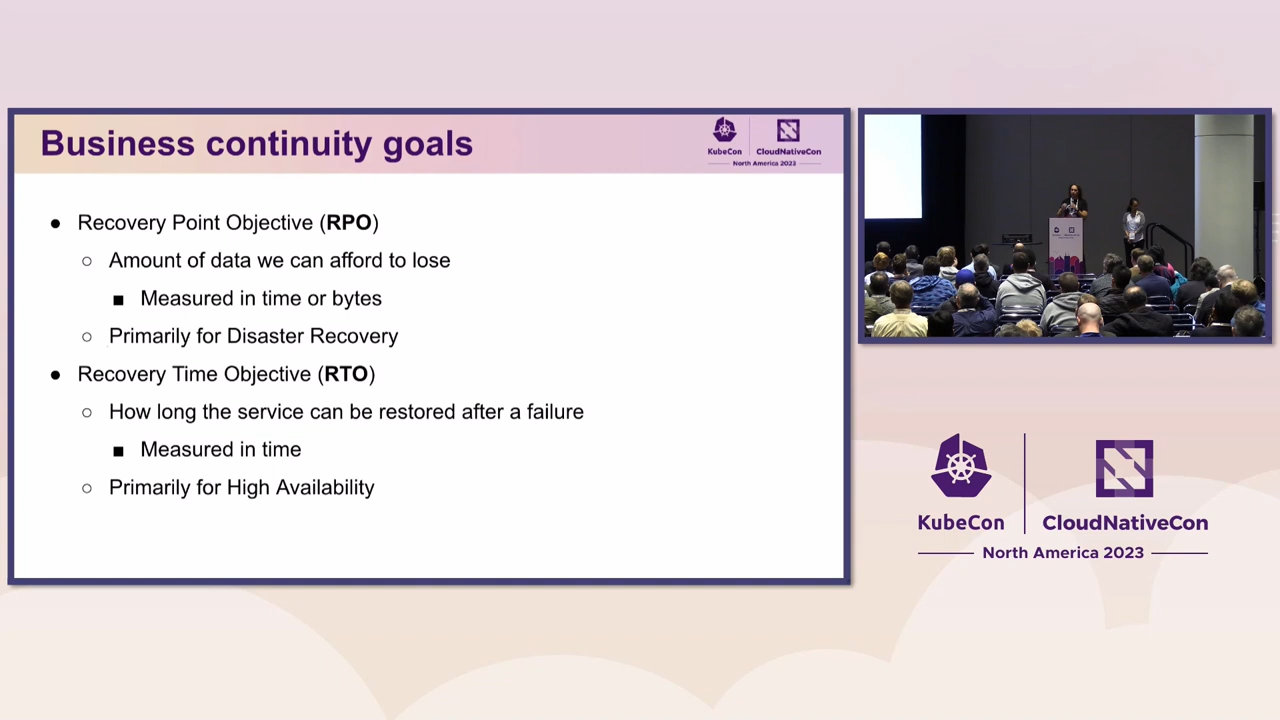 Business continuity goals
KubeCon
CloudNativeCon
North America 2023
● Recovery Point Objective (RPO)
○ Amount of data we can afford to lose
■ Measured in time or bytes
○ Primarily for Disaster Recovery
● Recovery Time Objective (RTO)
○ How long the service can be restored after a failure
■ Measured in time
○ Primarily for High Availability
KubeCon
CloudNativeCon
North America 2023